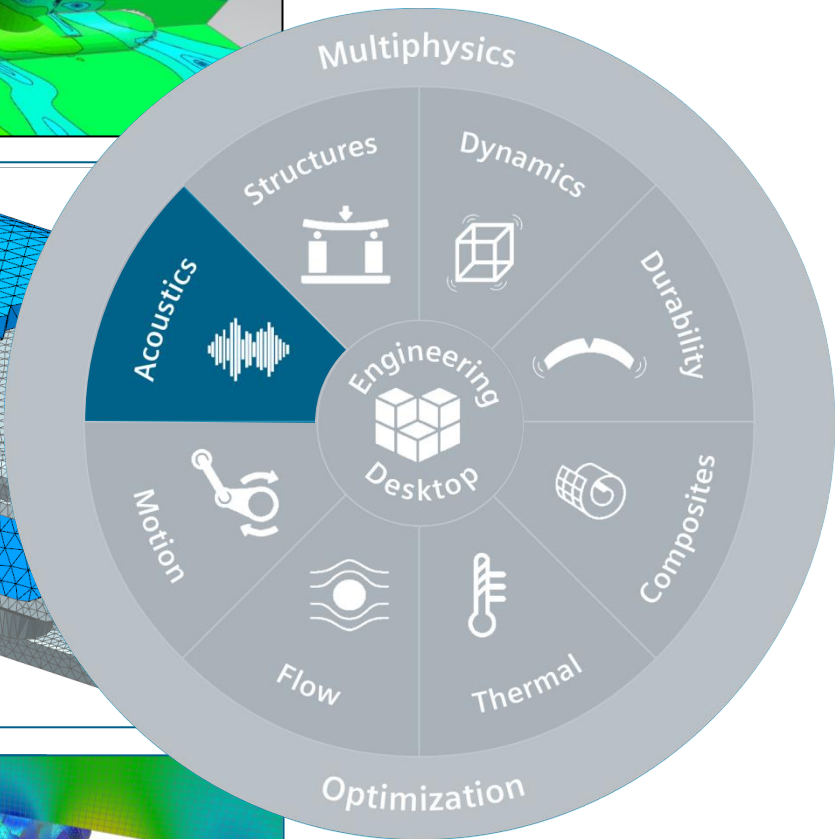 Multiphysics
Structures
Dynamics
Acoustics
Durability
Engineering
Desktop
Motion
Composites
Flow
Thermal
Optimization